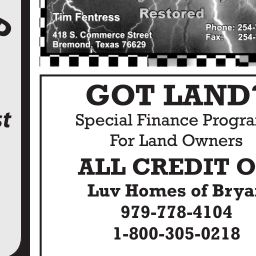 Restored
Tim Fentress
418 S. Commerce Street
Bremond, Texas 76629
Phone: 254-
Fax: 254-
st
GOT LAND?
Special Finance Progra
For Land Owners
ALL CREDIT O
Luv Homes of Brya
979-778-4104
1-800-305-0218